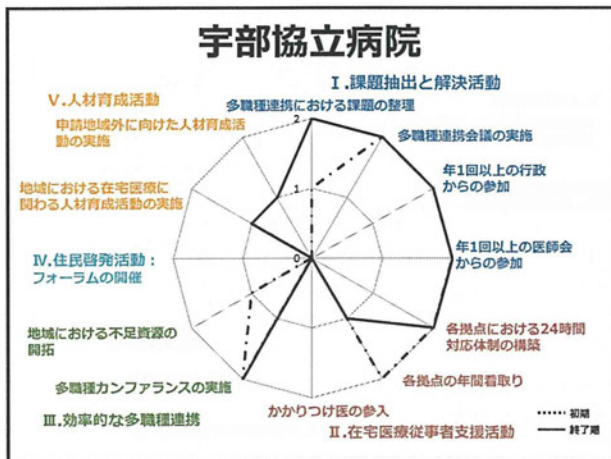 宇部協立病院
Ⅰ.課題抽出と解決活動
Ⅴ.人材育成活動
多職種連携における課題の整理
申請地域外に向けた人材育成活
動の実施
2
多職種連携会議の実施
地域における在宅医療に
関わる人材育成活動の実施
1
年1回以上の行政
からの参加
Ⅳ.住民啓発活動：
フォーラムの開催
0
年1回以上の医師会
からの参加
地域における不足資源の
開拓
各拠点における24時間
対応体制の構築
多職種カンファランスの実施
各拠点の年間看取り
かかりつけ医の参入
Ⅲ.効率的な多職種連携
Ⅱ.在宅医療従事者支援活動
初期
終了期